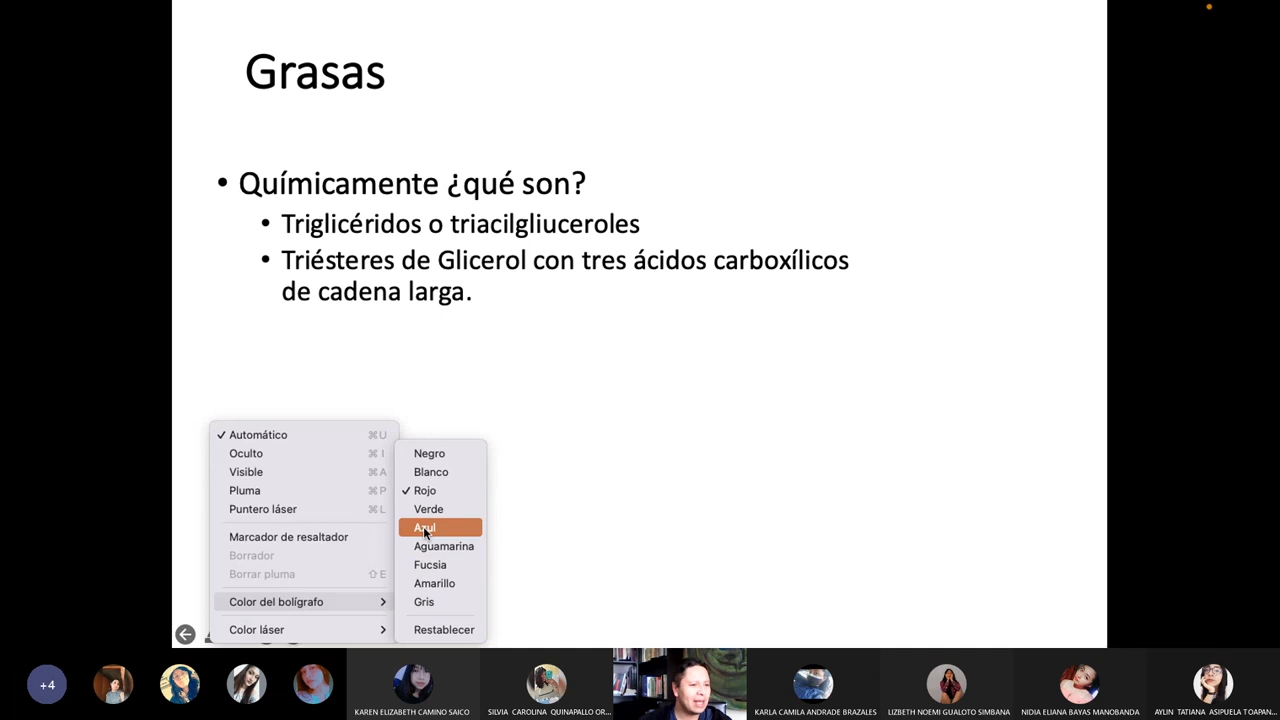 Grasas
• Químicamente ¿qué son?
• Triglicéridos o triacilgliuceroles
• Triésteres de Glicerol con tres ácidos carboxílicos
de cadena larga.
✓ Automático ⌘U
Oculto ⌘I
Visible ⌘A
Pluma ⌘P
Puntero láser ⌘L
Marcador de resaltador
Borrador
Borrar pluma ⇧E
Color del bolígrafo >
Color láser >
Negro
Blanco
✓ Rojo
Verde
Azul
Aguamarina
Fucsia
Amarillo
Gris
Restablecer
+4
KAREN ELIZABETH CAMINO SAICO
SILVIA CAROLINA QUINAPALLO OR...
KARLA CAMILA ANDRADE BRAZALES
LIZBETH NOEMI GUALOTO SIMBANA
NIDIA ELIANA BAYAS MANOBANDA
AYLIN TATIANA ASIPUELA TOAPAN...